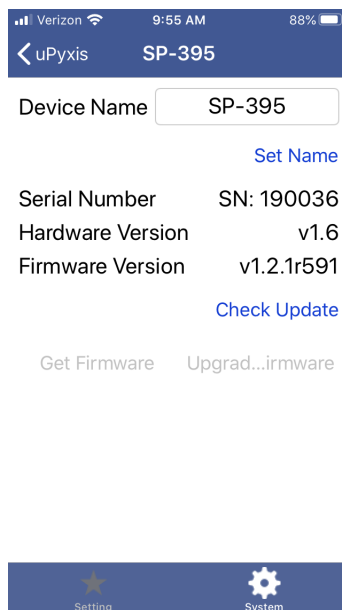 Verizon 9:55 AM 88%
uPyxis SP-395
Device Name SP-395
Set Name
Serial Number SN: 190036
Hardware Version v1.6
Firmware Version v1.2.1r591
Check Update
Get Firmware Upgrad...irmware
Setting System